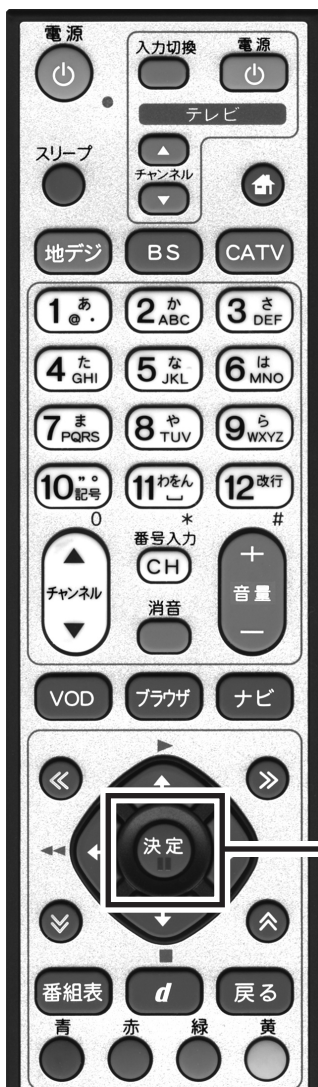 電源
入力切換 電源
テレビ
スリープ
チャンネル
地デジ BS CATV
1 あ @. 2 か ABC 3 さ DEF
4 た GHI 5 な JKL 6 は MNO
7 ま PQRS 8 や TUV 9 ら WXYZ
10 ゛゜ 記号 11 わをん 12 改行
0 * #
番号入力
チャンネル CH + 音量 -
消音
VOD ブラウザ ナビ
決定
番組表 d 戻る
青 赤 緑 黄